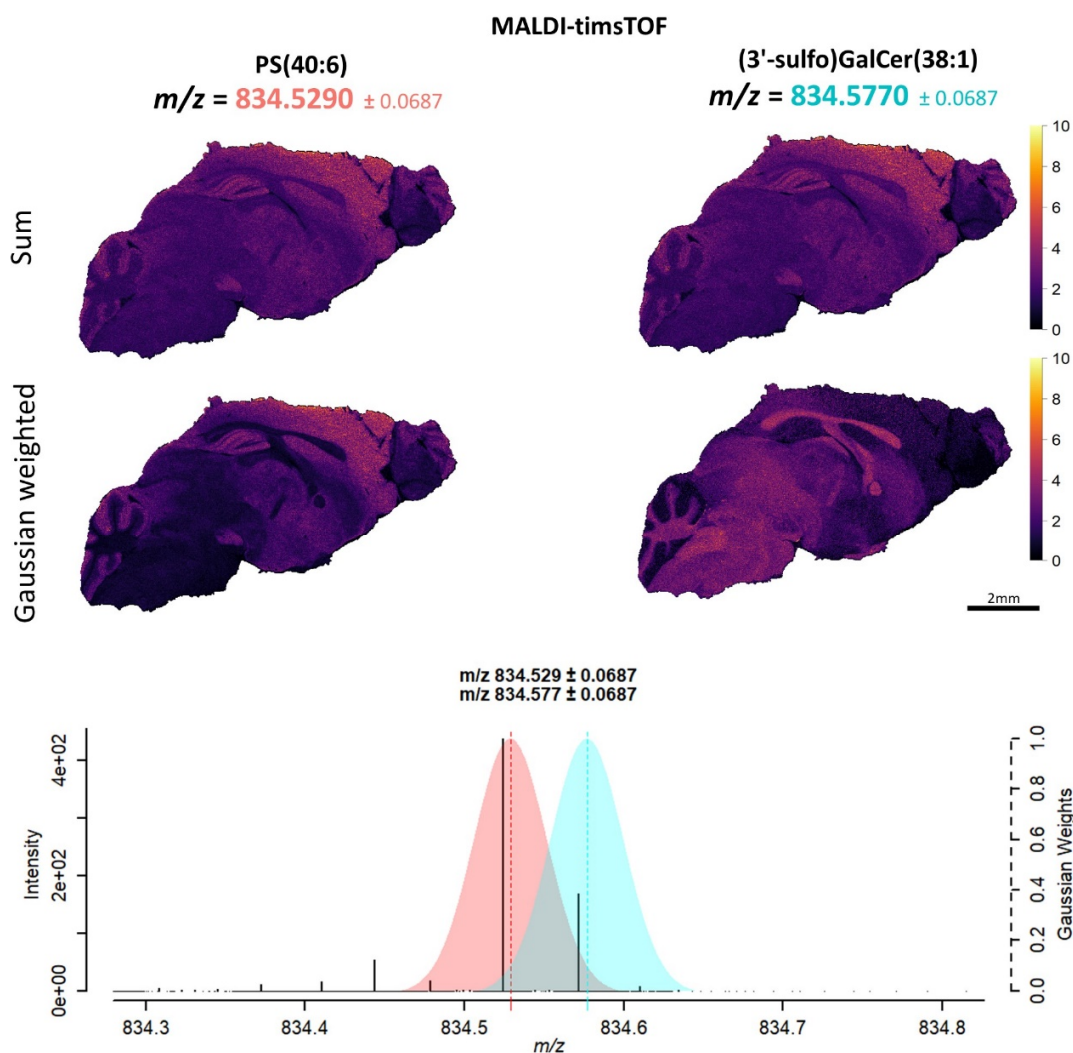 MALDI-timsTOF
PS(40:6)
m/z = 834.5290 ± 0.0687
(3'-sulfo)GalCer(38:1)
m/z = 834.5770 ± 0.0687
Sum
10
8
6
4
2
0
Gaussian weighted
10
8
6
4
2
0
2mm
m/z 834.529 ± 0.0687
m/z 834.577 ± 0.0687
Intensity
4e+02
2e+02
0e+00
Gaussian Weights
1.0
0.8
0.6
0.4
0.2
0.0
834.3 834.4 834.5 834.6 834.7 834.8
m/z